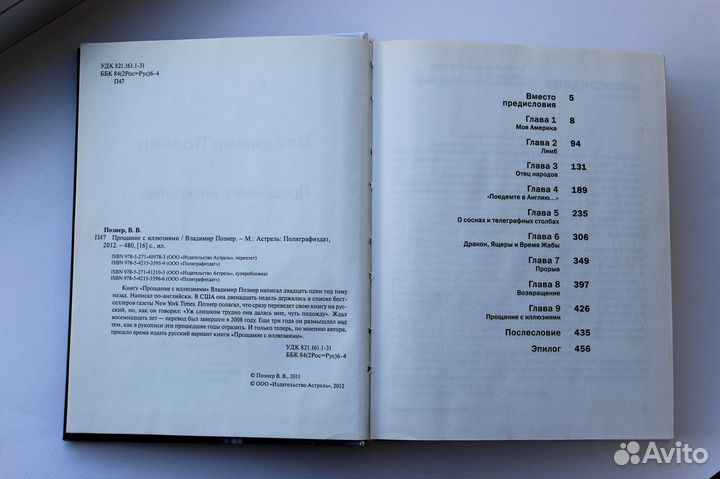 УДК 821.161.1-31
ББК 84(2Рос=Рус)6-4
П47
Познер, В. В.
П47 Прощание с иллюзиями / Владимир Познер. – М.: Астрель: Полиграфиздат,
2012. – 480, [16] с., ил.
ISBN 978-5-271-40978-3 (ООО «Издательство Астрель», переплет)
ISBN 978-5-4215-3595-9 (ООО «Полиграфиздат»)
ISBN 978-5-271-41210-3 (ООО «Издательство Астрель», суперобложка)
ISBN 978-5-4215-3596-6 (ООО «Полиграфиздат»)
Книгу «Прощание с иллюзиями» Владимир Познер написал двадцать один год тому
назад. Написал по-английски. В США она двенадцать недель держалась в списке бест-
селлеров газеты New York Times. Познер полагал, что сразу переведет свою книгу на рус-
ский, но, как он говорил: «Уж слишком трудно она далась мне, чуть подожду». Ждал
восемнадцать лет — перевод был завершен в 2008 году. Еще три года он размышлял над
тем, как в рукописи эти прошедшие годы отразить. И только теперь, по мнению автора,
пришло время издать русский вариант книги «Прощание с иллюзиями».
УДК 821.161.1-31
ББК 84(2Рос=Рус)6-4
© Познер В. В., 2011
© ООО «Издательство Астрель», 2012
Вместо 5
предисловия
Глава 1 8
Моя Америка
Глава 2 94
Лимб
Глава 3 131
Отец народов
Глава 4 189
«Поедемте в Англию...»
Глава 5 235
О соснах и телеграфных столбах
Глава 6 306
Дракон, Ящеры и Время Жабы
Глава 7 349
Прорыв
Глава 8 397
Возвращение
Глава 9 426
Прощание с иллюзиями
Послесловие 435
Эпилог 456
Avito